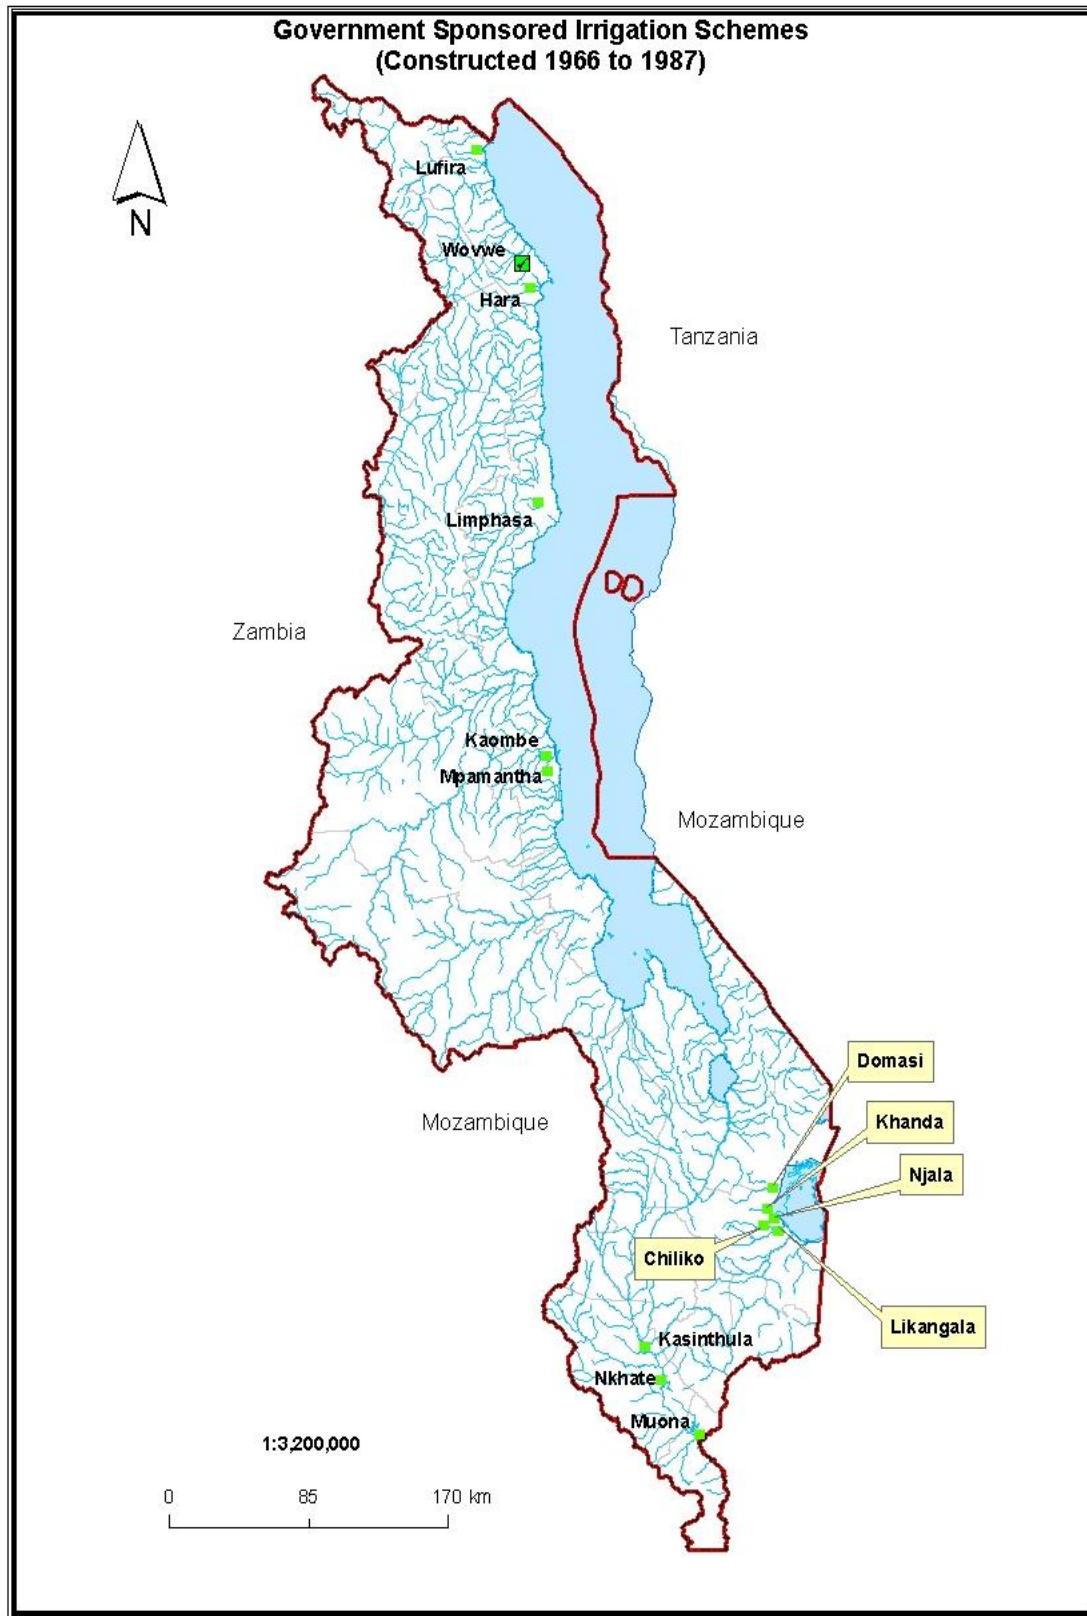 Government Sponsored Irrigation Schemes
(Constructed 1966 to 1987)
N
Lufira
Wovwe
Hara
Tanzania
Limphasa
Zambia
Kaombe
Mpamantha
Mozambique
Domasi
Mozambique
Khanda
Njala
Chiliko
Likangala
Kasinthula
Nkhate
Muona
1:3,200,000
0 85 170 km